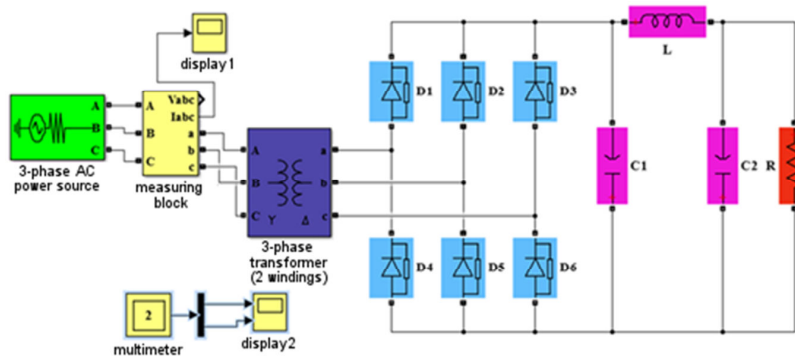 display1
L
D1
D2
D3
A
B
C
A
B
C
Vabc
Iabc
a
b
c
3-phase AC
power source
measuring
block
A
B
C
a
b
c
Y
Δ
3-phase
transformer
(2 windings)
C1
C2
R
D4
D5
D6
2
multimeter
display2